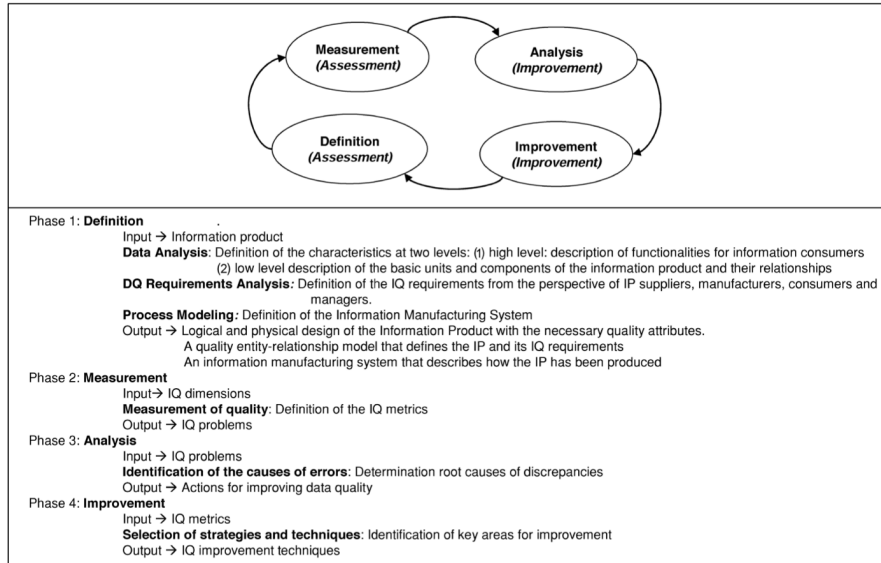 Measurement
(Assessment)
Analysis
(Improvement)
Definition
(Assessment)
Improvement
(Improvement)
Phase 1: Definition
Input → Information product
Data Analysis: Definition of the characteristics at two levels: (1) high level: description of functionalities for information consumers
(2) low level description of the basic units and components of the information product and their relationships
DQ Requirements Analysis: Definition of the IQ requirements from the perspective of IP suppliers, manufacturers, consumers and
managers.
Process Modeling: Definition of the Information Manufacturing System
Output → Logical and physical design of the Information Product with the necessary quality attributes.
A quality entity-relationship model that defines the IP and its IQ requirements
An information manufacturing system that describes how the IP has been produced
Phase 2: Measurement
Input→ IQ dimensions
Measurement of quality: Definition of the IQ metrics
Output → IQ problems
Phase 3: Analysis
Input → IQ problems
Identification of the causes of errors: Determination root causes of discrepancies
Output → Actions for improving data quality
Phase 4: Improvement
Input → IQ metrics
Selection of strategies and techniques: Identification of key areas for improvement
Output → IQ improvement techniques